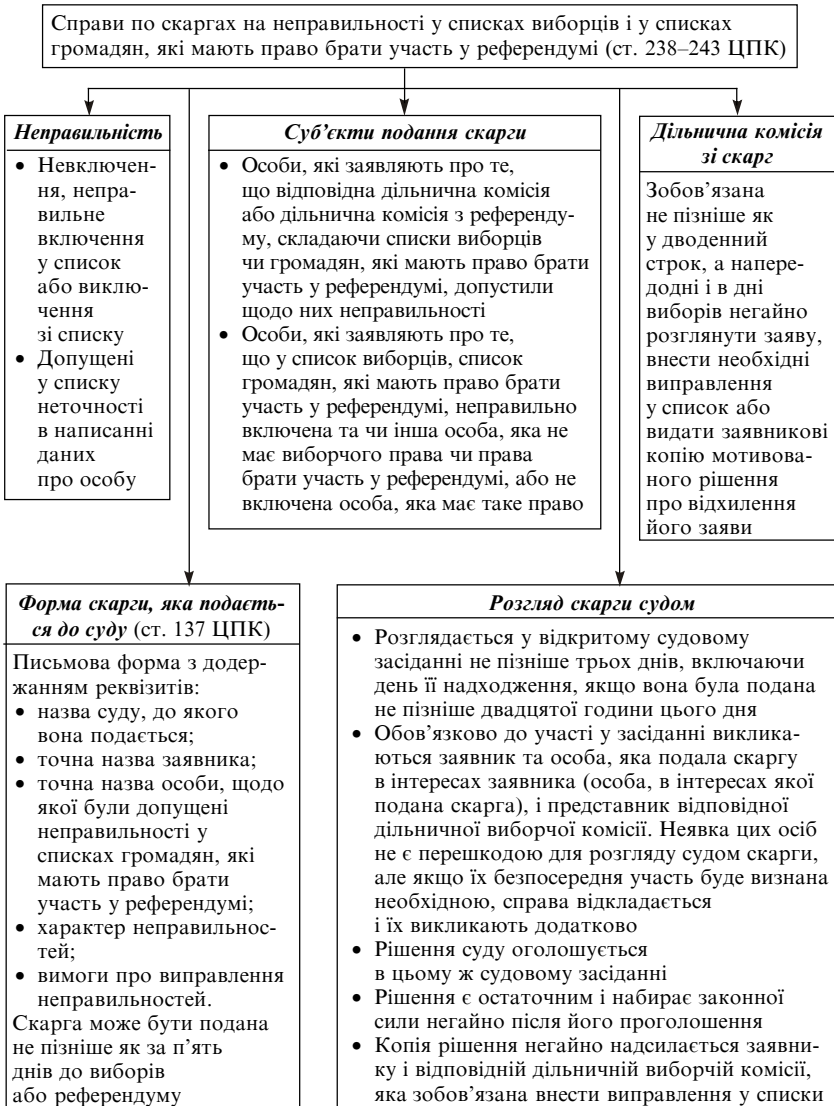 Справи по скаргах на неправильності у списках виборців і у списках
громадян, які мають право брати участь у референдумі (ст. 238–243 ЦПК)
Неправильність
• Невключен-
ня, непра-
вильне
включення
у список
або виклю-
чення
зі списку
• Допущені
у списку
неточності
в написанні
даних
про особу
Суб’єкти подання скарги
• Особи, які заявляють про те,
що відповідна дільнична комісія
або дільнична комісія з референду-
му, складаючи списки виборців
чи громадян, які мають право брати
участь у референдумі, допустили
щодо них неправильності
• Особи, які заявляють про те,
що у список виборців, список
громадян, які мають право брати
участь у референдумі, неправильно
включена та чи інша особа, яка не
має виборчого права чи права
брати участь у референдумі, або не
включена особа, яка має таке право
Дільнична комісія
зі скарг
Зобов’язана
не пізніше як
у дводенний
строк, а напере-
додні і в дні
виборів негайно
розглянути заяву,
внести необхідні
виправлення
у список або
видати заявникові
копію мотивова-
ного рішення
про відхилення
його заяви
Форма скарги, яка подаєть-
ся до суду (ст. 137 ЦПК)
Письмова форма з додер-
жанням реквізитів:
• назва суду, до якого
вона подається;
• точна назва заявника;
• точна назва особи, щодо
якої були допущені
неправильності у
списках громадян, які
мають право брати
участь у референдумі;
• характер неправильнос-
тей;
• вимоги про виправлення
неправильностей.
Скарга може бути подана
не пізніше як за п’ять
днів до виборів
або референдуму
Розгляд скарги судом
• Розглядається у відкритому судовому
засіданні не пізніше трьох днів, включаючи
день її надходження, якщо вона була подана
не пізніше двадцятої години цього дня
• Обов’язково до участі у засіданні виклика-
ються заявник та особа, яка подала скаргу
в інтересах заявника (особа, в інтересах якої
подана скарга), і представник відповідної
дільничної виборчої комісії. Неявка цих осіб
не є перешкодою для розгляду судом скарги,
але якщо їх безпосередня участь буде визнана
необхідною, справа відкладається
і їх викликають додатково
• Рішення суду оголошується
в цьому ж судовому засіданні
• Рішення є остаточним і набирає законної
сили негайно після його проголошення
• Копія рішення негайно надсилається заявни-
ку і відповідній дільничній виборчій комісії,
яка зобов’язана внести виправлення у списки